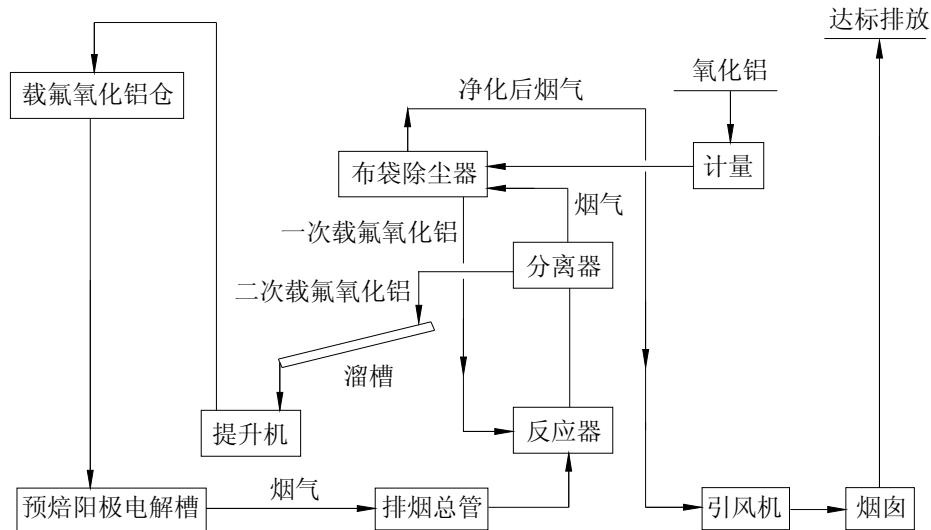 达标排放
氧化铝
净化后烟气
载氟氧化铝仓
计量
布袋除尘器
烟气
一次载氟氧化铝
分离器
二次载氟氧化铝
溜槽
提升机
反应器
烟气
预焙阳极电解槽
排烟总管
引风机
烟囱